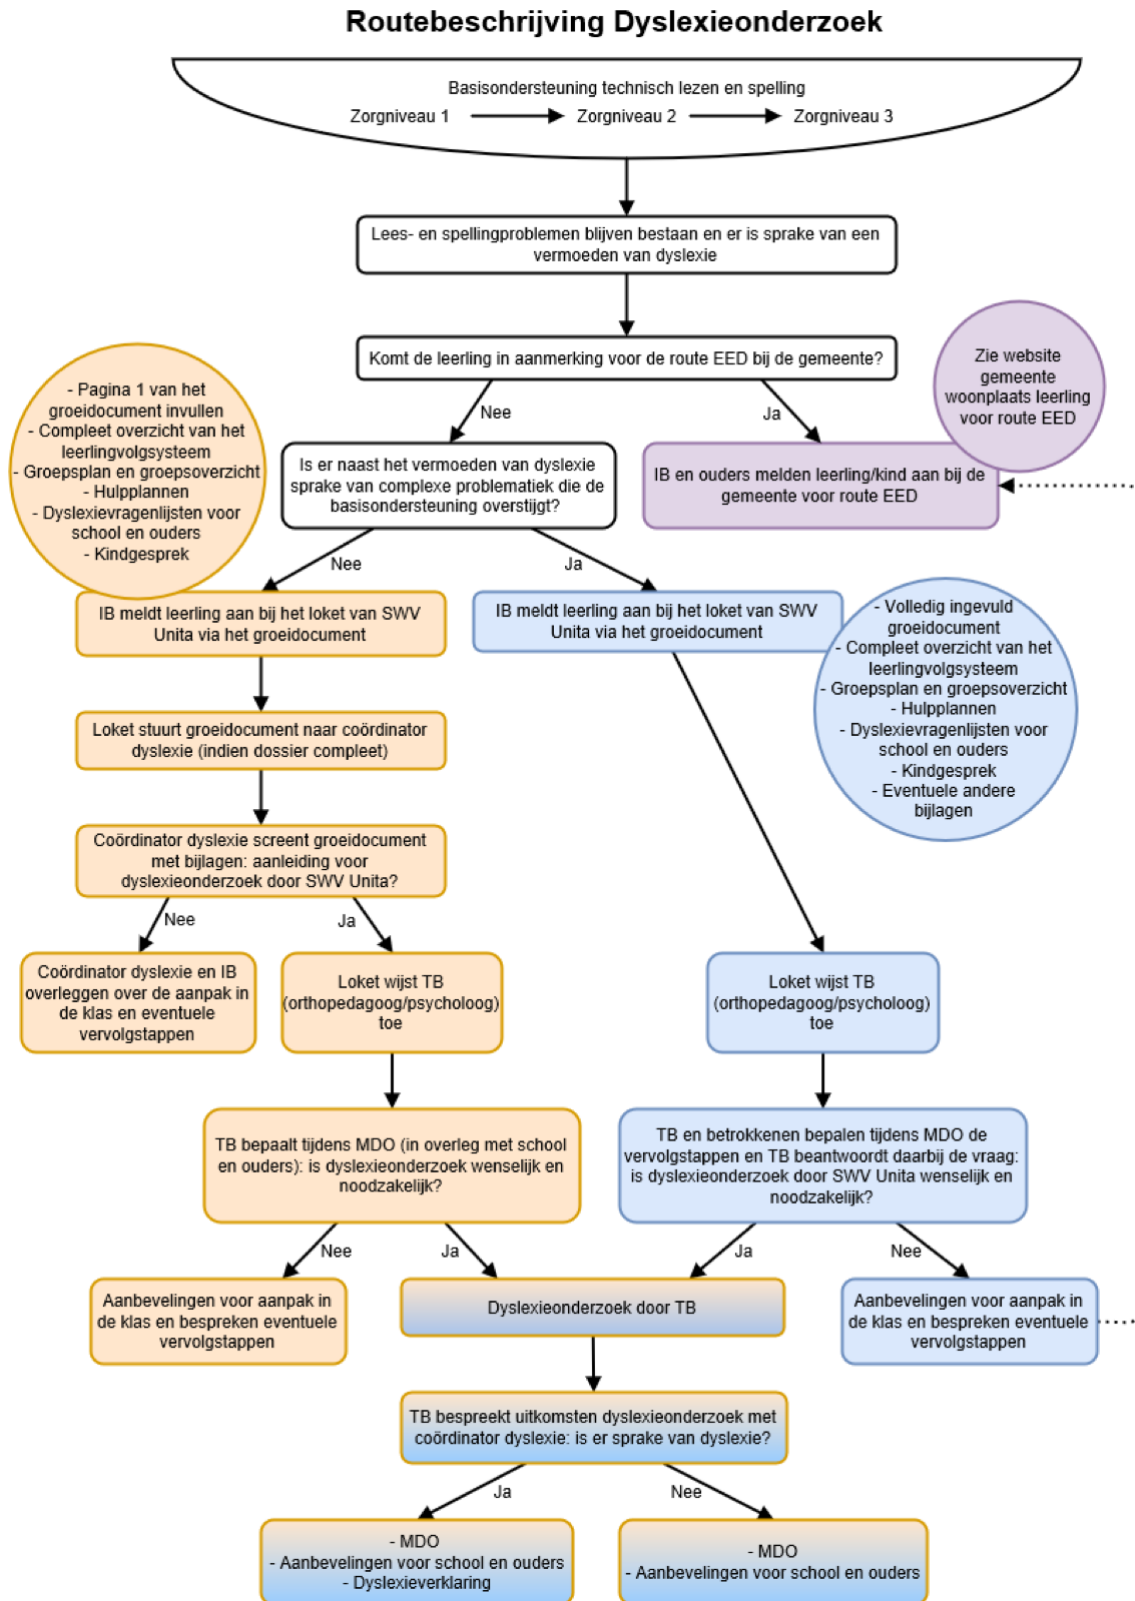 Routebeschrijving Dyslexieonderzoek
Basisondersteuning technisch lezen en spelling
Zorgniveau 1
Zorgniveau 2
Zorgniveau 3
Lees- en spellingproblemen blijven bestaan en er is sprake van een
vermoeden van dyslexie
Komt de leerling in aanmerking voor de route EED bij de gemeente?
Zie website
gemeente
woonplaats leerling
voor route EED
Nee
Ja
- Pagina 1 van het
groeidocument invullen
- Compleet overzicht van het
leerlingvolgsysteem
- Groepsplan en groepsoverzicht
- Hulpplannen
- Dyslexievragenlijsten voor
school en ouders
- Kindgesprek
Is er naast het vermoeden van dyslexie
sprake van complexe problematiek die de
basisondersteuning overstijgt?
IB en ouders melden leerling/kind aan bij de
gemeente voor route EED
Nee
Ja
IB meldt leerling aan bij het loket van SWV
Unita via het groeidocument
IB meldt leerling aan bij het loket van SWV
Unita via het groeidocument
- Volledig ingevuld
groeidocument
- Compleet overzicht van het
leerlingvolgsysteem
- Groepsplan en groepsoverzicht
- Hulpplannen
- Dyslexievragenlijsten voor
school en ouders
- Kindgesprek
- Eventuele andere
bijlagen
Loket stuurt groeidocument naar coördinator
dyslexie (indien dossier compleet)
Coördinator dyslexie screent groeidocument
met bijlagen: aanleiding voor
dyslexieonderzoek door SWV Unita?
Nee
Ja
Coördinator dyslexie en IB
overleggen over de aanpak in
de klas en eventuele
vervolgstappen
Loket wijst TB
(orthopedagoog/psycholoog)
toe
Loket wijst TB
(orthopedagoog/psycholoog)
toe
TB bepaalt tijdens MDO (in overleg met school
en ouders): is dyslexieonderzoek wenselijk en
noodzakelijk?
TB en betrokkenen bepalen tijdens MDO de
vervolgstappen en TB beantwoordt daarbij de vraag:
is dyslexieonderzoek door SWV Unita wenselijk en
noodzakelijk?
Nee
Ja
Ja
Nee
Aanbevelingen voor aanpak in
de klas en bespreken eventuele
vervolgstappen
Dyslexieonderzoek door TB
Aanbevelingen voor aanpak in
de klas en bespreken eventuele
vervolgstappen
TB bespreekt uitkomsten dyslexieonderzoek met
coördinator dyslexie: is er sprake van dyslexie?
Ja
Nee
- MDO
- Aanbevelingen voor school en ouders
- Dyslexieverklaring
- MDO
- Aanbevelingen voor school en ouders